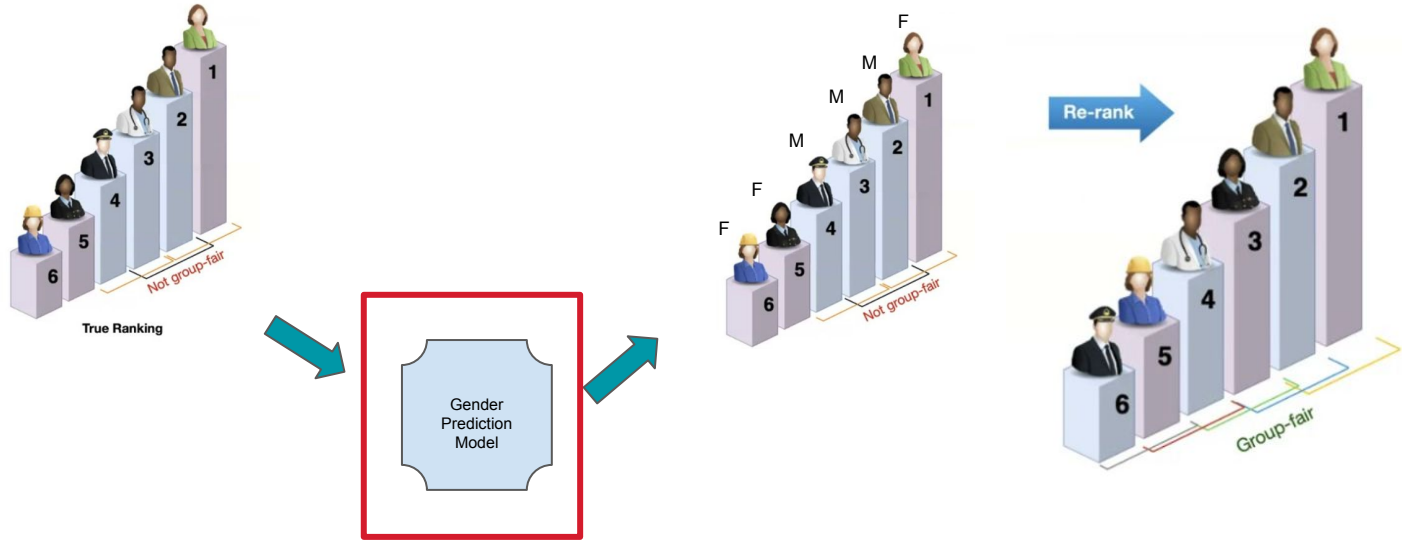 1
2
3
4
5
6
Not group-fair
True Ranking
Gender
Prediction
Model
F
M
M
M
F
F
1
2
3
4
5
6
Not group-fair
Re-rank
1
2
3
4
5
6
Group-fair